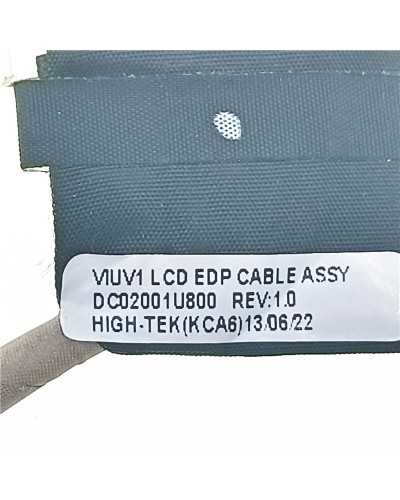 VIUV1 LCD EDP CABLE ASSY
DC02001U800 REV:1.0
HIGH-TEK(KCA6)13/06/22